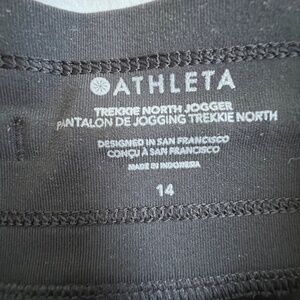 ATHLETA
TREKKIE NORTH JOGGER
PANTALON DE JOGGING TREKKIE NORTH
DESIGNED IN SAN FRANCISCO
CONÇU À SAN FRANCISCO
MADE IN INDONESIA
14